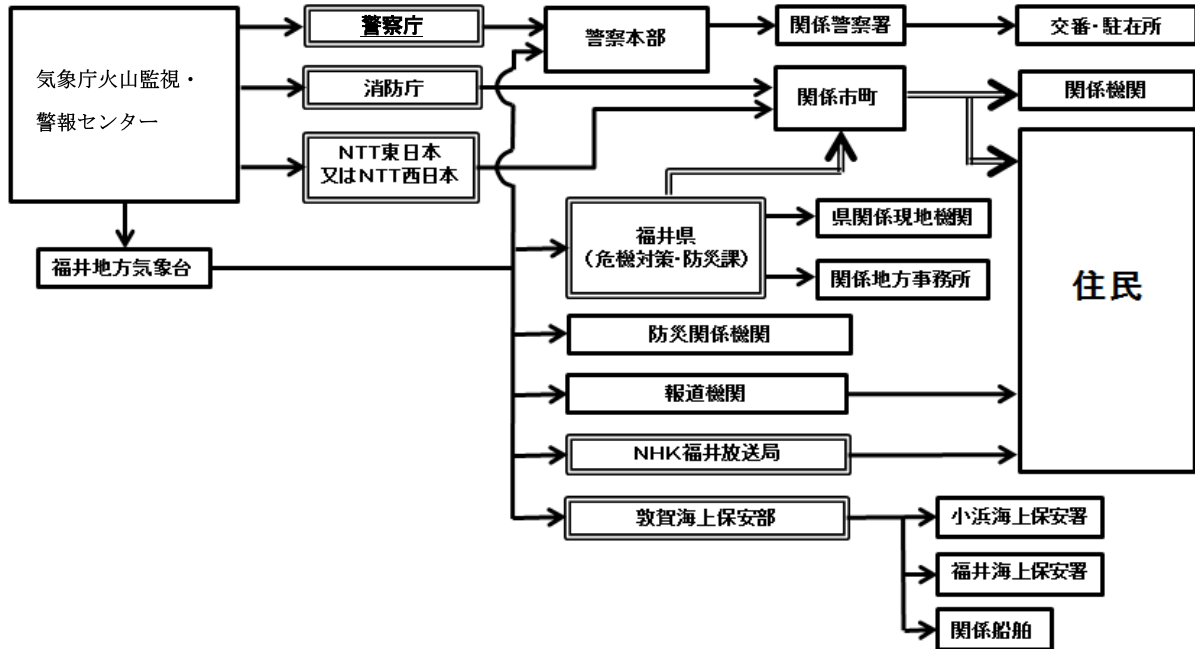 気象庁火山監視・
警報センター
警察庁
消防庁
NTT東日本
又はNTT西日本
福井地方気象台
警察本部
関係警察署
交番・駐在所
関係市町
関係機関
福井県
（危機対策・防災課）
県関係現地機関
関係地方事務所
住民
防災関係機関
報道機関
NHK福井放送局
敦賀海上保安部
小浜海上保安署
福井海上保安署
関係船舶